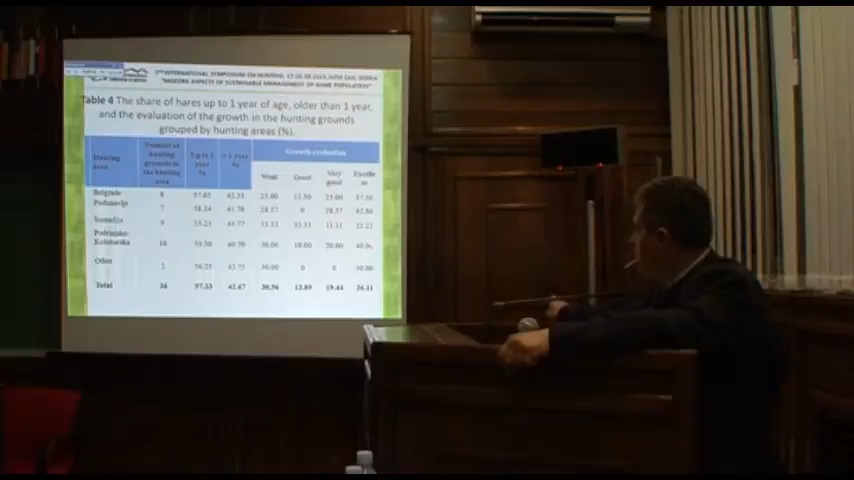 2ND INTERNATIONAL SYMPOSIUM ON HUNTING, NOVI SAD, SERBIA
"MODERN ASPECTS OF SUSTAINABLE MANAGEMENT OF GAME POPULATION"
Table 4 The share of hares up to 1 year of age, older than 1 year,
and the evaluation of the growth in the hunting grounds
grouped by hunting areas (%).
Hunting area Number of hunting grounds in the hunting area Up to 1 year % > 1 year % Growth evaluation
Weak Good Very good Excellent
Belgrade 8 57.65 42.35 25.00 12.50 25.00 37.50
Podunavlje 7 58.24 41.76 28.57 0 28.57 42.86
Šumadija 9 55.23 44.77 33.33 33.33 11.11 22.22
Podrinjsko-Kolubarska 10 59.30 40.70 30.00 10.00 20.00 40.00
Other 2 56.25 43.75 50.00 0 0 50.00
Total 36 57.33 42.67 30.56 13.89 19.44 36.11